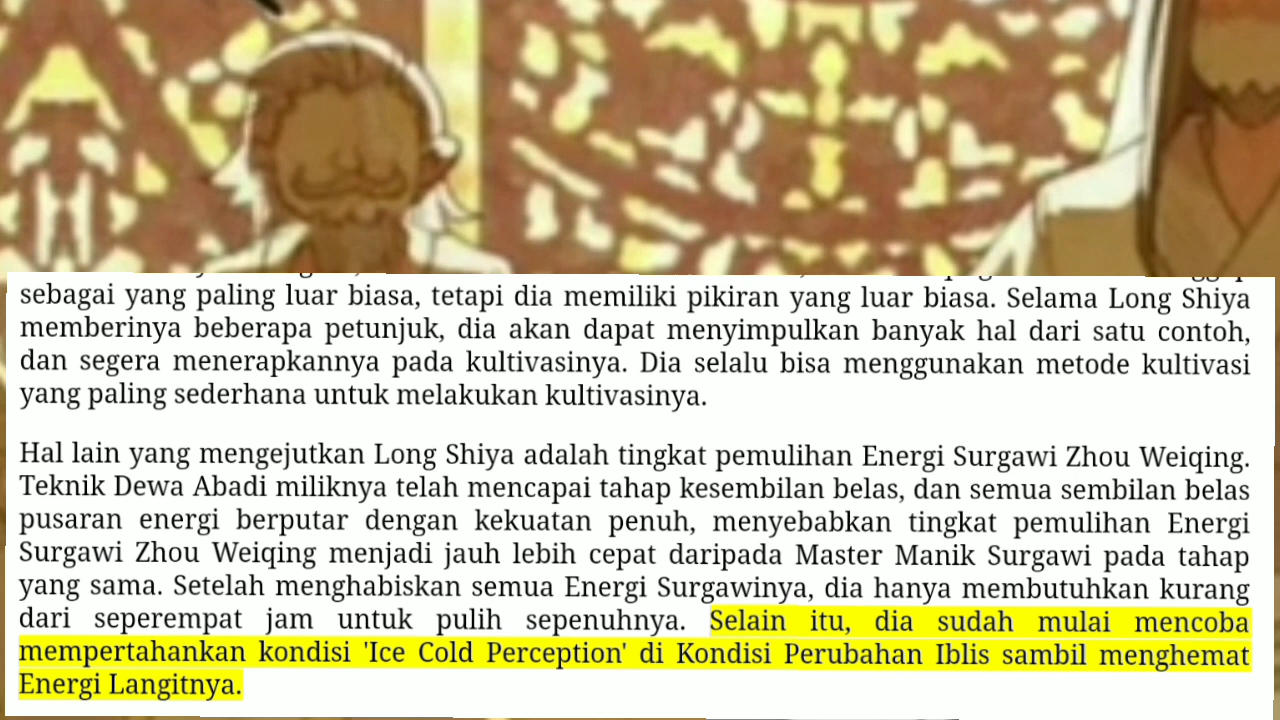 sebagai yang paling luar biasa, tetapi dia memiliki pikiran yang luar biasa. Selama Long Shiya
memberinya beberapa petunjuk, dia akan dapat menyimpulkan banyak hal dari satu contoh,
dan segera menerapkannya pada kultivasinya. Dia selalu bisa menggunakan metode kultivasi
yang paling sederhana untuk melakukan kultivasinya.
Hal lain yang mengejutkan Long Shiya adalah tingkat pemulihan Energi Surgawi Zhou Weiqing.
Teknik Dewa Abadi miliknya telah mencapai tahap kesembilan belas, dan semua sembilan belas
pusaran energi berputar dengan kekuatan penuh, menyebabkan tingkat pemulihan Energi
Surgawi Zhou Weiqing menjadi jauh lebih cepat daripada Master Manik Surgawi pada tahap
yang sama. Setelah menghabiskan semua Energi Surgawinya, dia hanya membutuhkan kurang
dari seperempat jam untuk pulih sepenuhnya. Selain itu, dia sudah mulai mencoba
mempertahankan kondisi 'Ice Cold Perception' di Kondisi Perubahan Iblis sambil menghemat
Energi Langitnya.